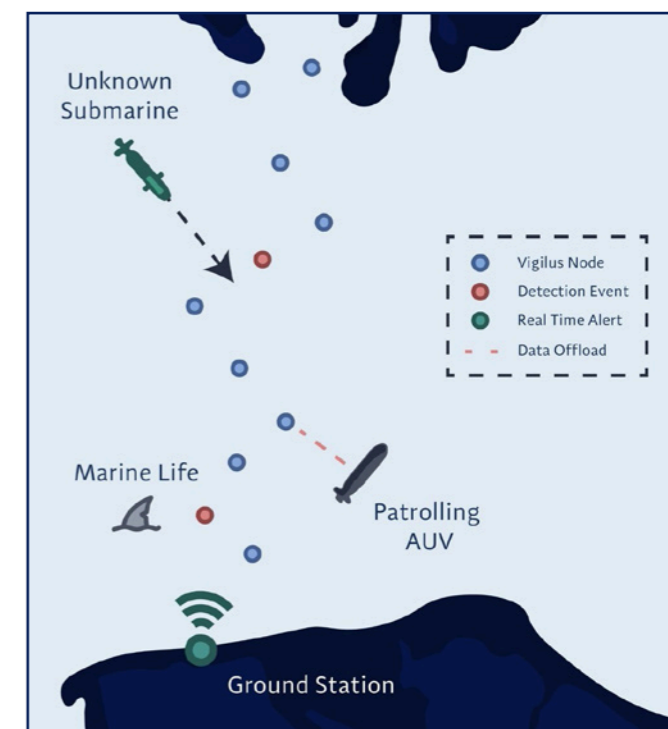 Unknown
Submarine
Vigilus Node
Detection Event
Real Time Alert
Data Offload
Marine Life
Patrolling
AUV
Ground Station